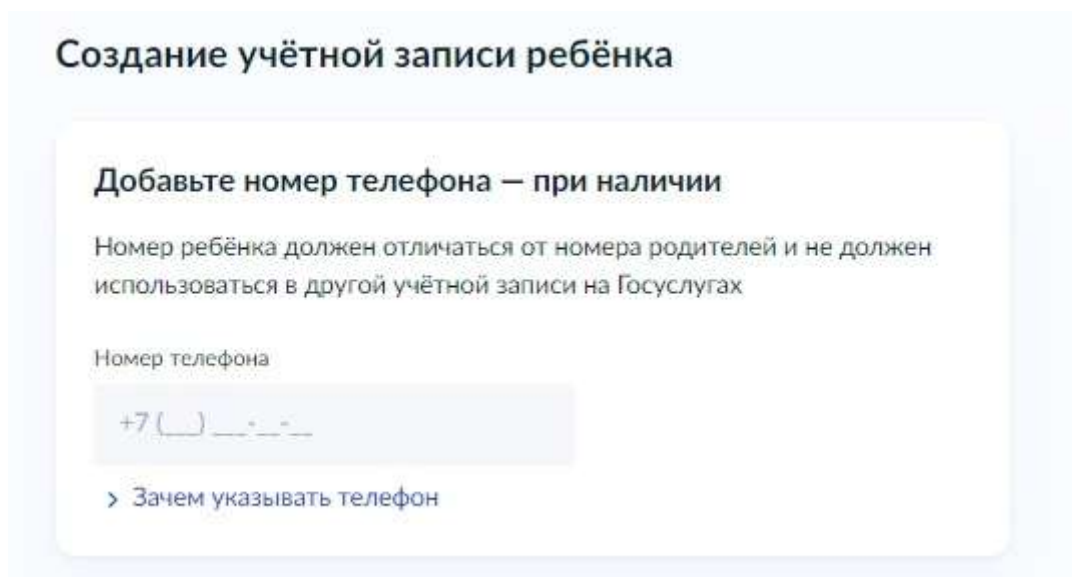 Создание учётной записи ребёнка
Добавьте номер телефона — при наличии
Номер ребёнка должен отличаться от номера родителей и не должен
использоваться в другой учётной записи на Госуслугах
Номер телефона
+7 (___) ___-__-__
Зачем указывать телефон